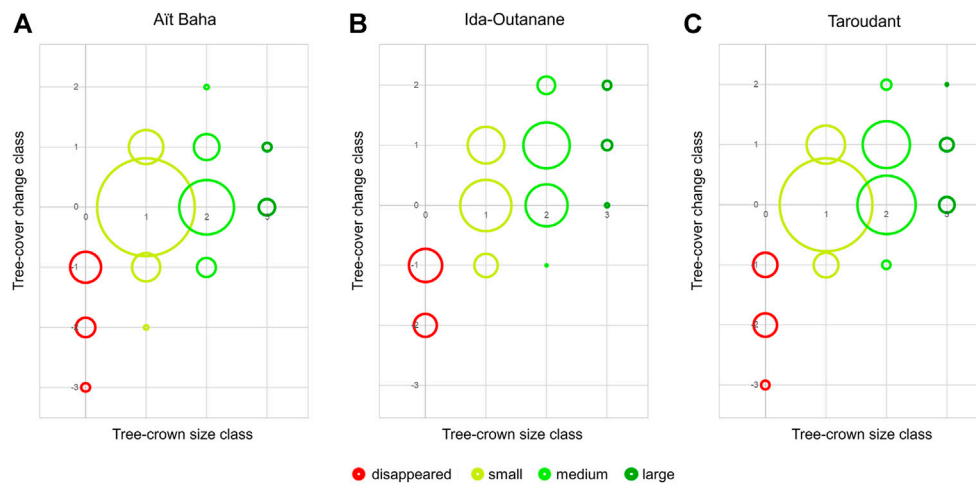 A Aït Baha
B Ida-Outanane
C Taroudant
Tree-cover change class
2
1
0
-1
-2
-3
0 1 2 3
Tree-crown size class
Tree-cover change class
2
1
0
-1
-2
-3
0 1 2 3
Tree-crown size class
Tree-cover change class
2
1
0
-1
-2
-3
0 1 2 3
Tree-crown size class
disappeared small medium large